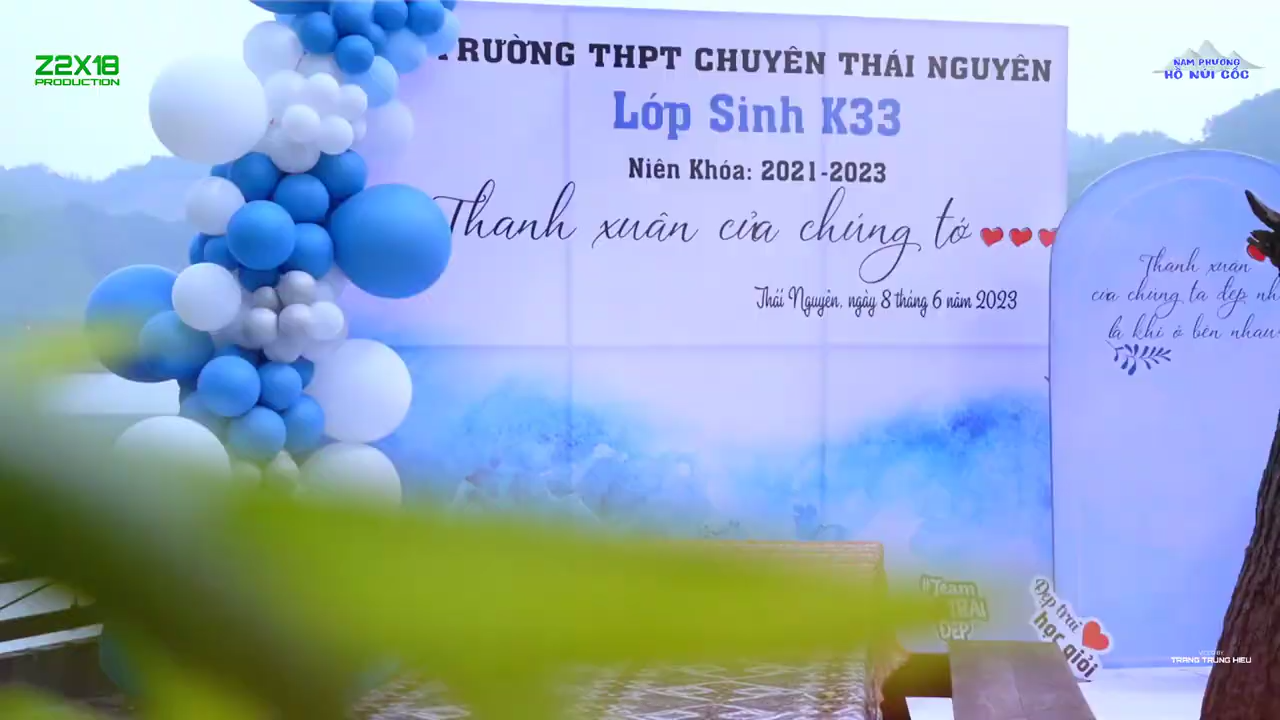 Z2X18
PRODUCTION
NAM PHƯƠNG
HỒ NÚI CỐC
TRƯỜNG THPT CHUYÊN THÁI NGUYÊN
Lớp Sinh K33
Niên Khóa: 2021-2023
Thanh xuân của chúng tớ
Thái Nguyên, ngày 8 tháng 6 năm 2023
Thanh xuân
của chúng ta đẹp
là khi ở bên nhau
#Team
TRAI
ĐẸP
Đẹp trai
học giỏi
TRANG TRUNG HIEU